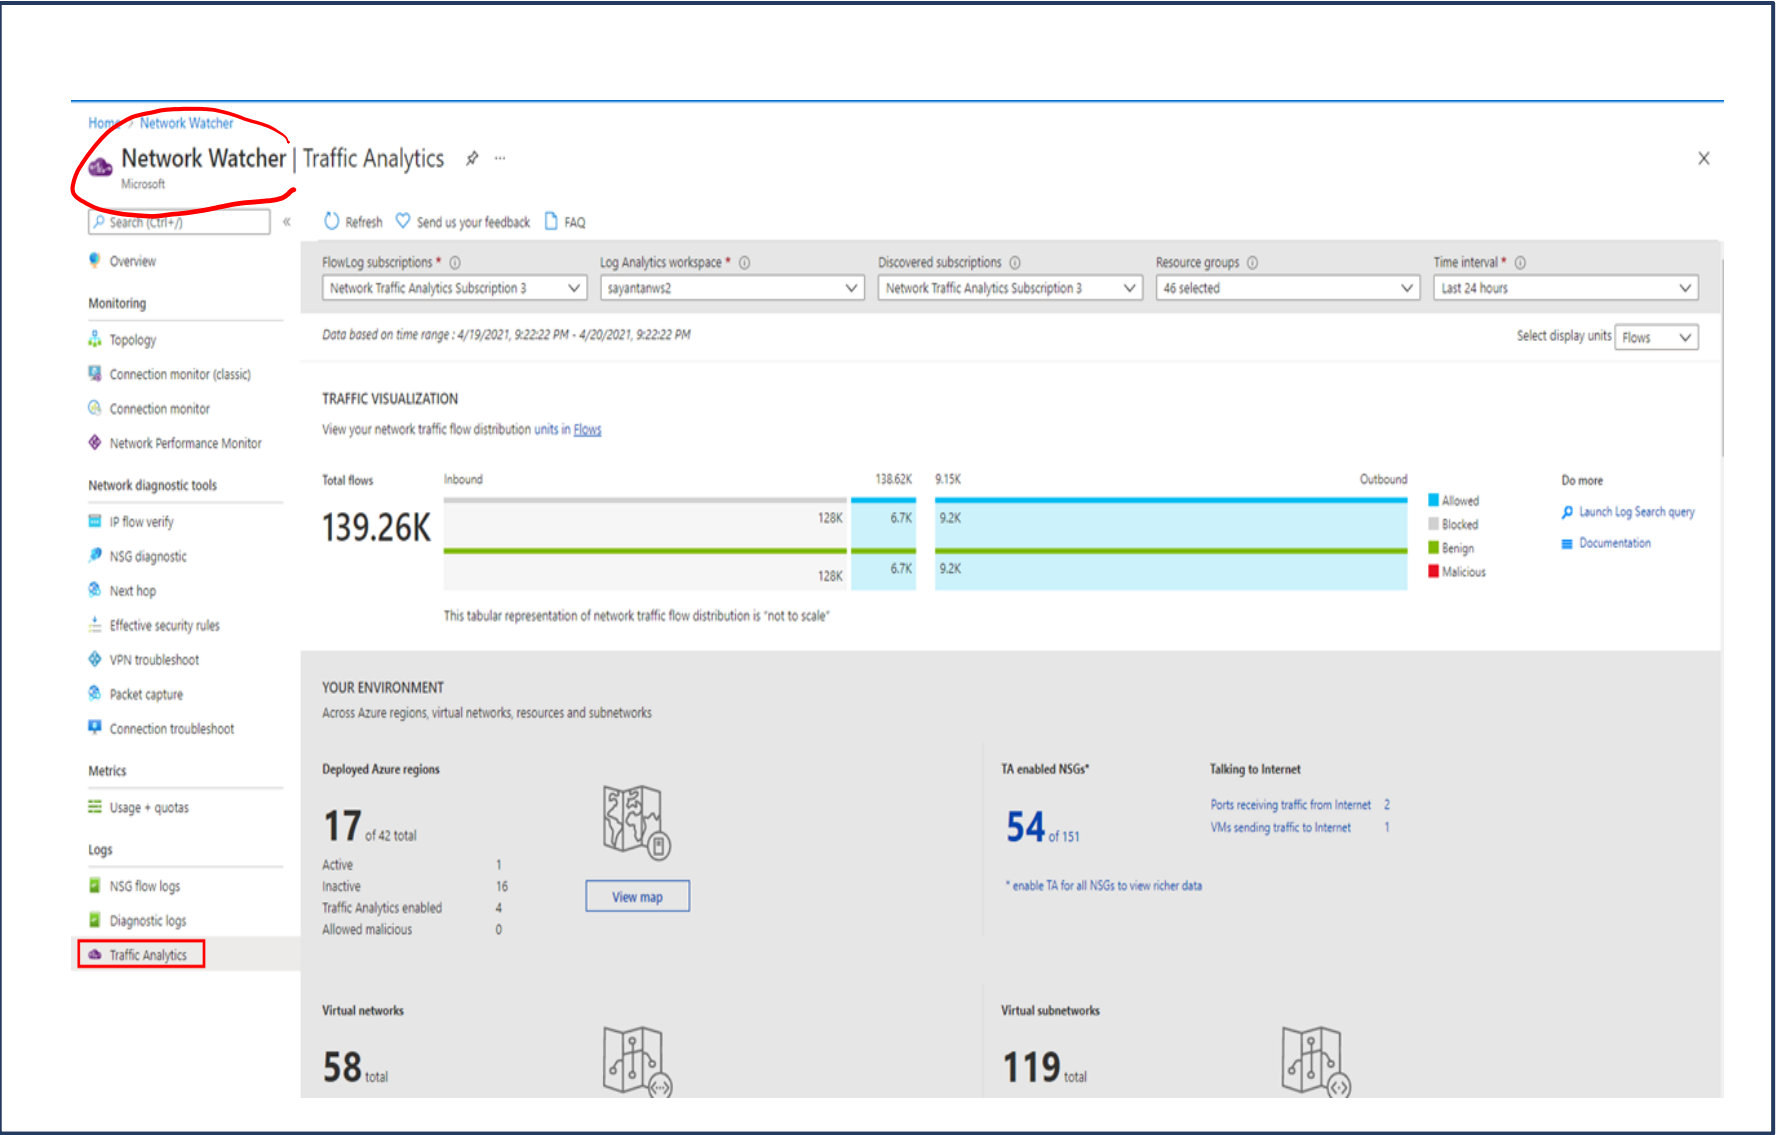 Home > Network Watcher
Network Watcher | Traffic Analytics ...
Microsoft
Search (Ctrl+/) «
Refresh Send us your feedback FAQ
Overview
Monitoring
Topology
Connection monitor (classic)
Connection monitor
Network Performance Monitor
Network diagnostic tools
IP flow verify
NSG diagnostic
Next hop
Effective security rules
VPN troubleshoot
Packet capture
Connection troubleshoot
Metrics
Usage + quotas
Logs
NSG flow logs
Diagnostic logs
Traffic Analytics
FlowLog subscriptions * Log Analytics workspace * Discovered subscriptions Resource groups Time interval *
Network Traffic Analytics Subscription 3 sayantanws2 Network Traffic Analytics Subscription 3 46 selected Last 24 hours
Data based on time range : 4/19/2021, 9:22:22 PM - 4/20/2021, 9:22:22 PM Select display units Flows
TRAFFIC VISUALIZATION
View your network traffic flow distribution units in Flows
Total flows Inbound 138.62K 9.15K Outbound Do more
139.26K
128K 6.7K 9.2K
128K 6.7K 9.2K
Allowed
Blocked
Benign
Malicious
Launch Log Search query
Documentation
This tabular representation of network traffic flow distribution is "not to scale"
YOUR ENVIRONMENT
Across Azure regions, virtual networks, resources and subnetworks
Deployed Azure regions
17 of 42 total
Active 1
Inactive 16
Traffic Analytics enabled 4
Allowed malicious 0
View map
TA enabled NSGs*
54 of 151
* enable TA for all NSGs to view richer data
Talking to Internet
Ports receiving traffic from Internet 2
VMs sending traffic to Internet 1
Virtual networks
58 total
Virtual subnetworks
119 total